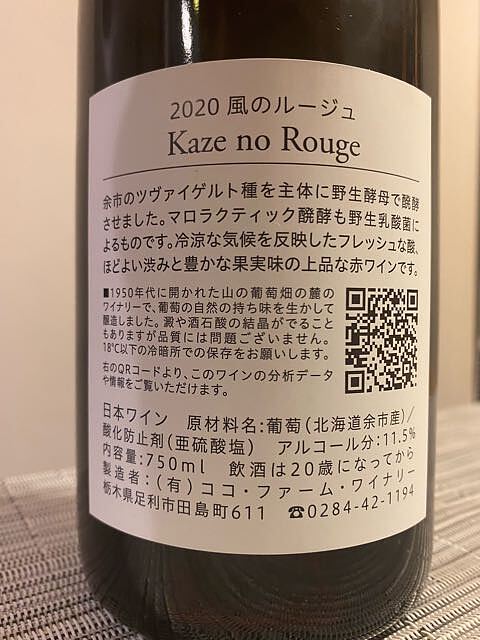 2020 風のルージュ
Kaze no Rouge
余市のツヴァイゲルト種を主体に野生酵母で醗酵
させました。マロラクティック醗酵も野生乳酸菌に
よるものです。冷涼な気候を反映したフレッシュな酸、
ほどよい渋みと豊かな果実味の上品な赤ワインです。
■1950年代に開かれた山の葡萄畑の麓の
ワイナリーで、葡萄の自然の持ち味を生かして
醸造しました。澱や酒石酸の結晶がでること
もありますが品質には問題ございません。
18℃以下の冷暗所での保存をお願いします。
右のQRコードより、このワインの分析データ
や情報をご覧いただけます。
日本ワイン 原材料名:葡萄(北海道余市産)/
酸化防止剤(亜硫酸塩) アルコール分:11.5%
内容量:750ml 飲酒は20歳になってから
製造者:(有)ココ・ファーム・ワイナリー
栃木県足利市田島町611 ☎0284-42-1194